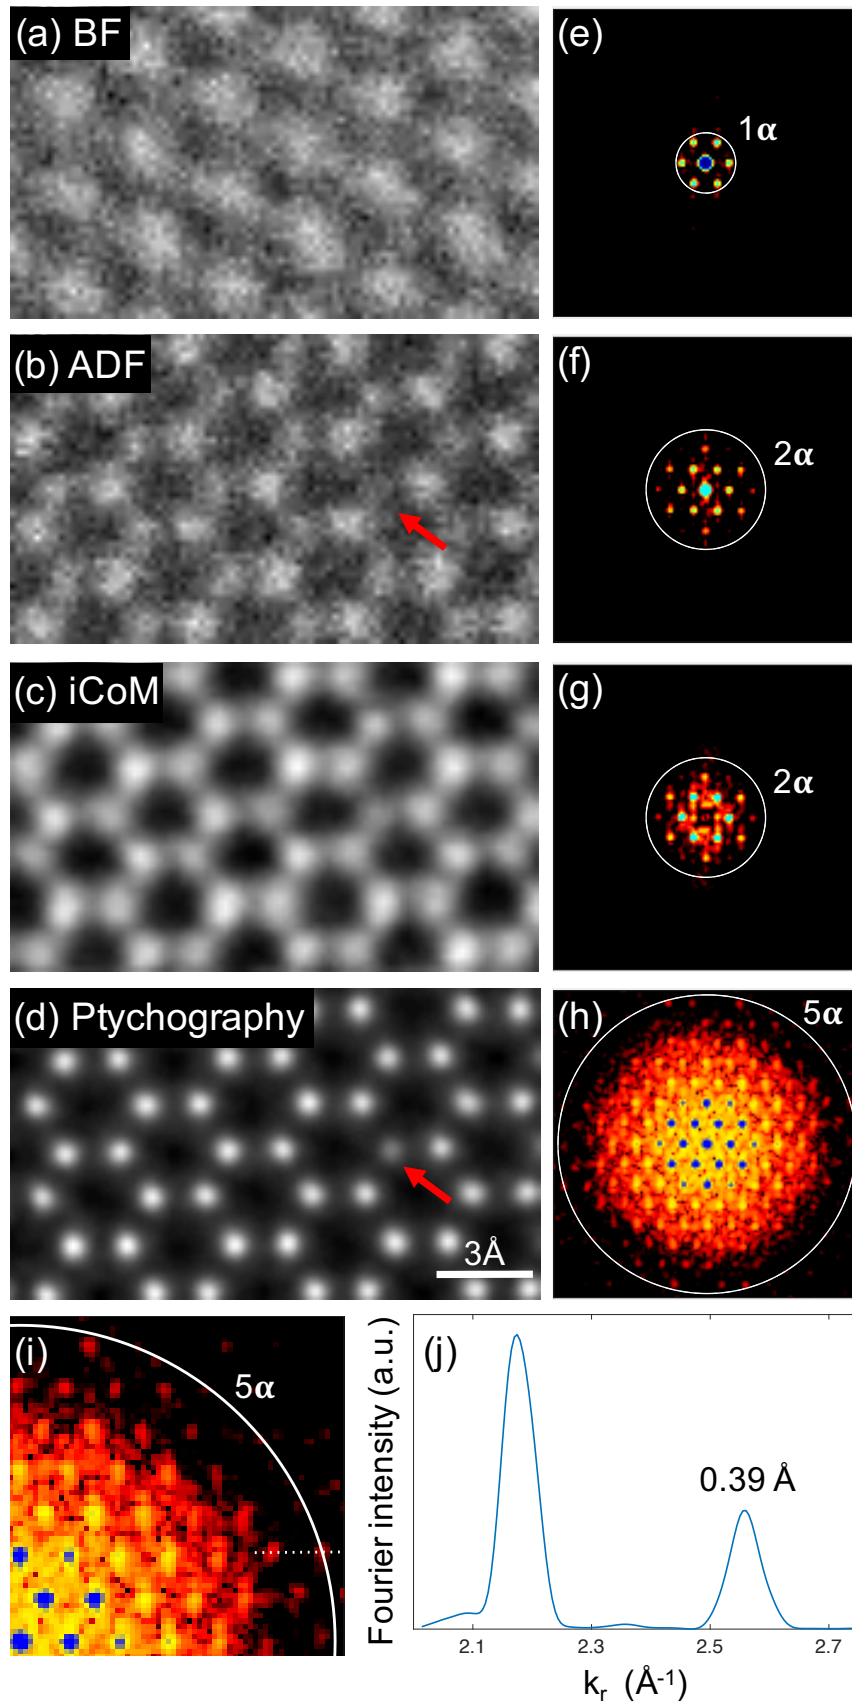 (a) BF
(e)
1α
(b) ADF
(f)
2α
(c) iCoM
(g)
2α
(d) Ptychography
3Å
(h)
5α
(i)
5α
(j)
0.39 Å
Fourier intensity (a.u.)
2.1 2.3 2.5 2.7
kᵣ (Å⁻¹)